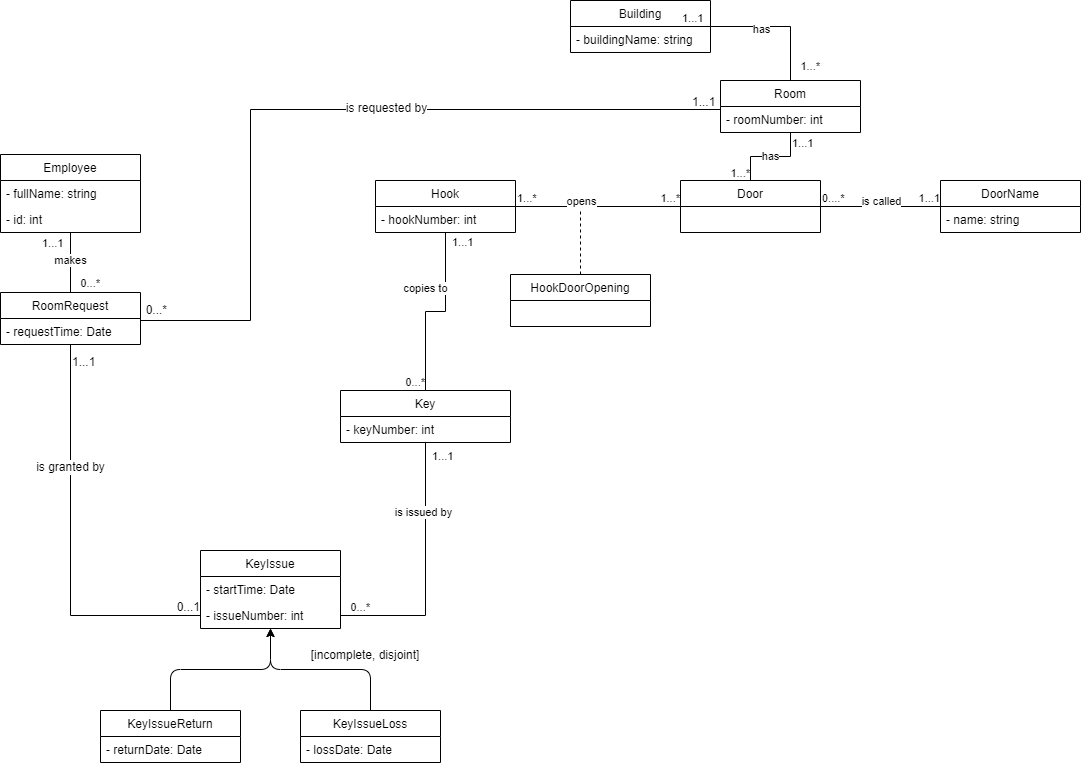 Building
1...1
- buildingName: string
has
1...*
Room
- roomNumber: int
1...1
is requested by
1...1
has
1...*
Employee
- fullName: string
- id: int
1...1
makes
0...*
Hook
- hookNumber: int
1...*
opens
1...*
Door
0....*
is called
1...1
DoorName
- name: string
1...1
copies to
0...*
HookDoorOpening
RoomRequest
- requestTime: Date
0...*
1...1
Key
- keyNumber: int
1...1
is granted by
is issued by
KeyIssue
- startTime: Date
- issueNumber: int
0...1
0...*
[incomplete, disjoint]
KeyIssueReturn
- returnDate: Date
KeyIssueLoss
- lossDate: Date